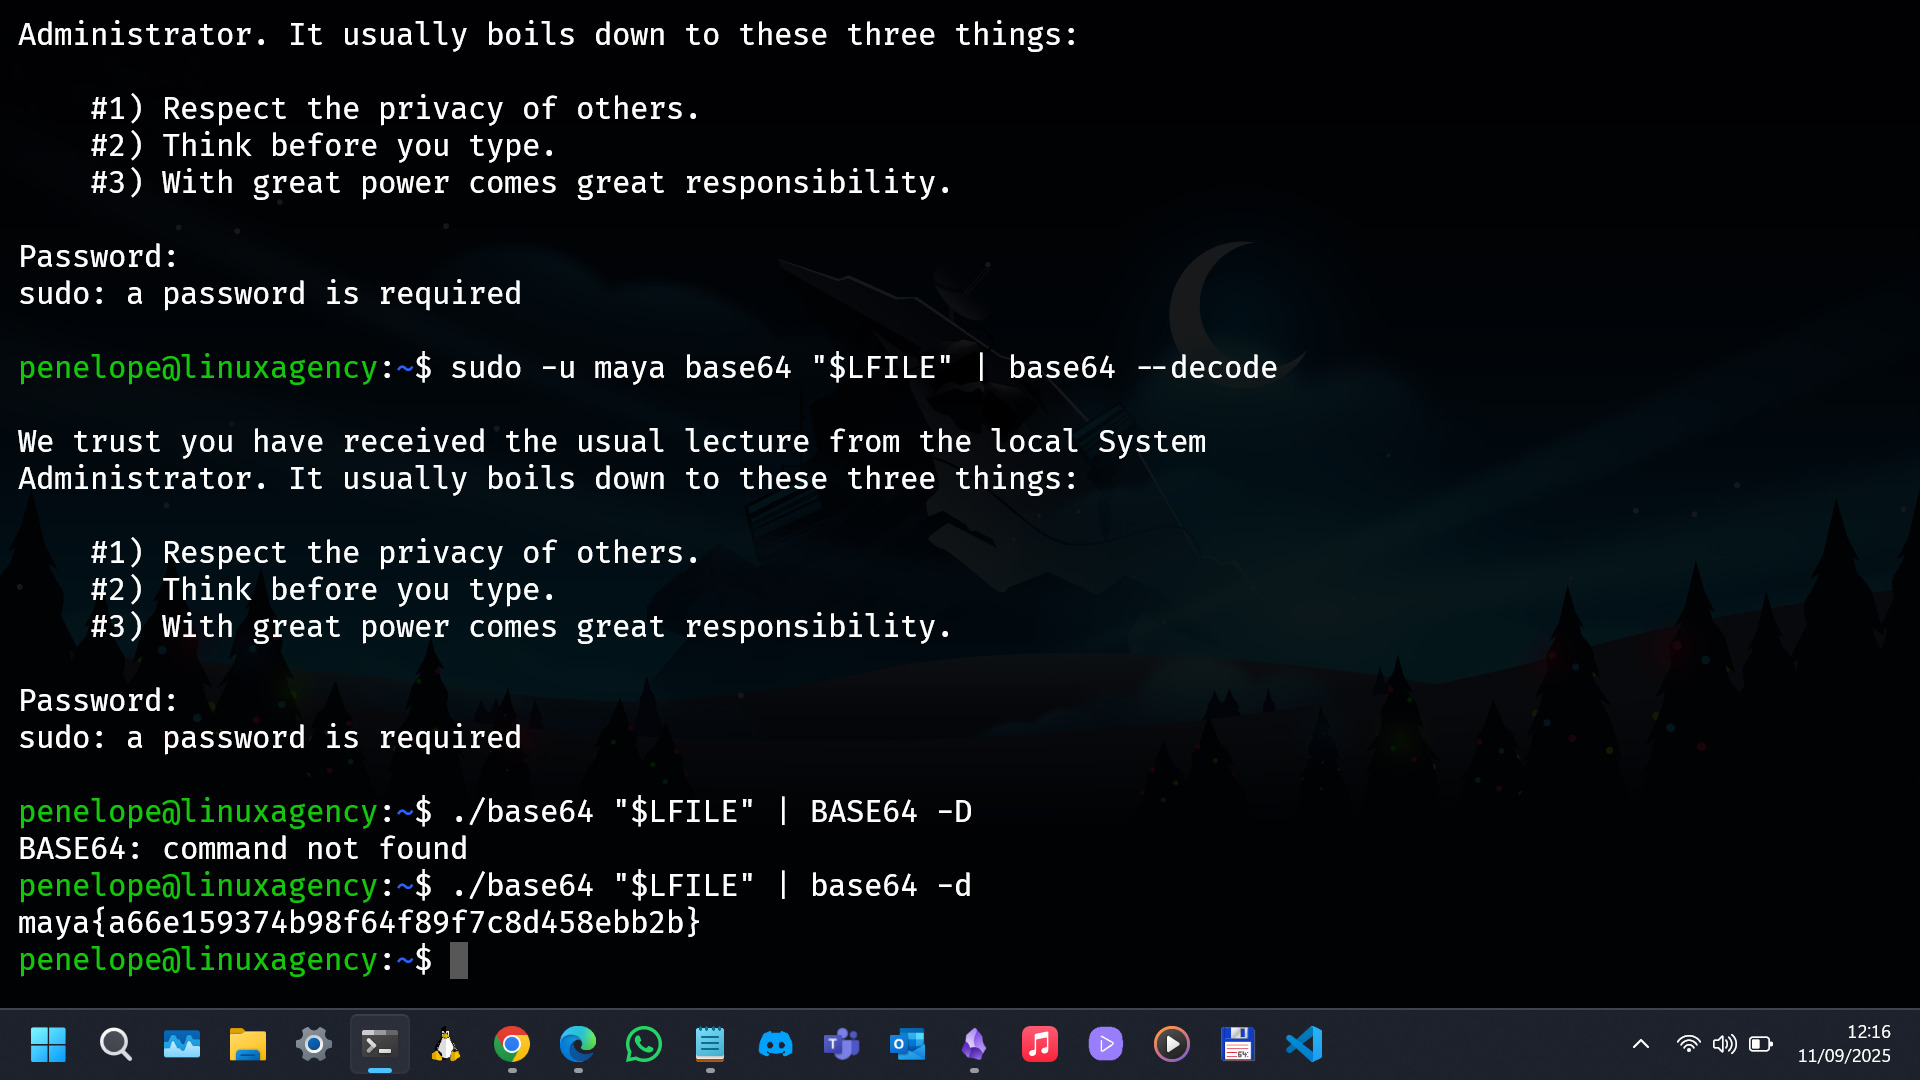 Administrator. It usually boils down to these three things:
#1) Respect the privacy of others.
#2) Think before you type.
#3) With great power comes great responsibility.
Password:
sudo: a password is required
penelope@linuxagency:~$ sudo -u maya base64 "$LFILE" | base64 --decode
We trust you have received the usual lecture from the local System
Administrator. It usually boils down to these three things:
#1) Respect the privacy of others.
#2) Think before you type.
#3) With great power comes great responsibility.
Password:
sudo: a password is required
penelope@linuxagency:~$ ./base64 "$LFILE" | BASE64 -D
BASE64: command not found
penelope@linuxagency:~$ ./base64 "$LFILE" | base64 -d
maya{a66e159374b98f64f89f7c8d458ebb2b}
penelope@linuxagency:~$
12:16
11/09/2025